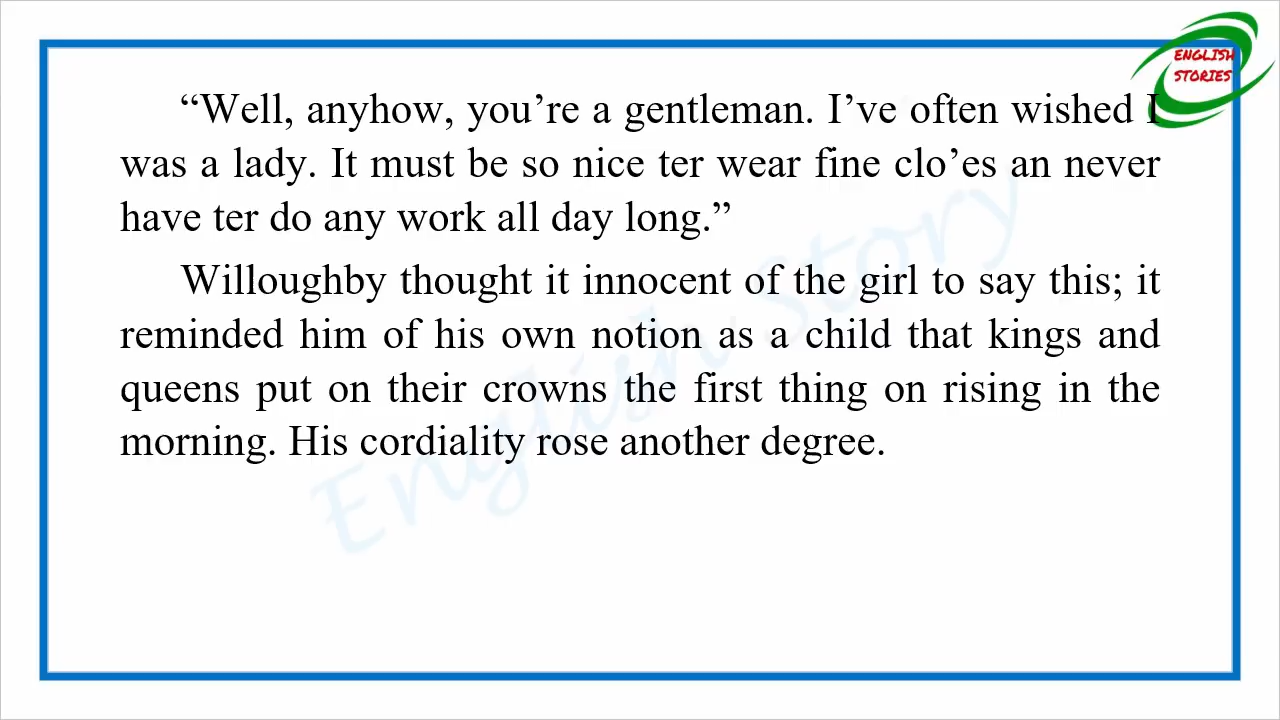 ENGLISH
STORIES
“Well, anyhow, you’re a gentleman. I’ve often wished I
was a lady. It must be so nice ter wear fine clo’es an never
have ter do any work all day long.”
Willoughby thought it innocent of the girl to say this; it
reminded him of his own notion as a child that kings and
queens put on their crowns the first thing on rising in the
morning. His cordiality rose another degree.
English Story